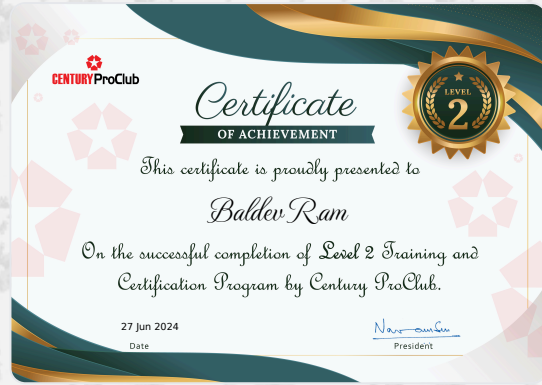 CENTURY ProClub
Certificate
OF ACHIEVEMENT
LEVEL
2
This certificate is proudly presented to
Baldev Ram
On the successful completion of Level 2 Training and
Certification Program by Century ProClub.
27 Jun 2024
Date
President